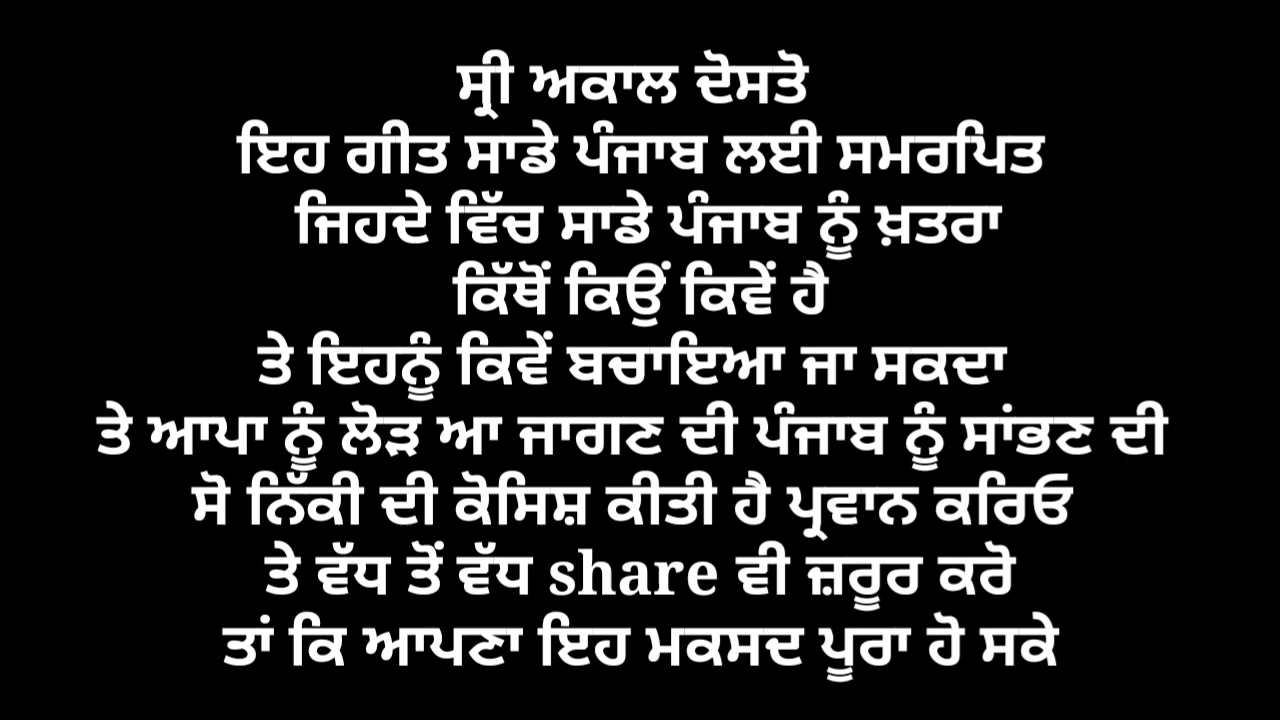 ਸ੍ਰੀ ਅਕਾਲ ਦੋਸਤੋ
ਇਹ ਗੀਤ ਸਾਡੇ ਪੰਜਾਬ ਲਈ ਸਮਰਪਿਤ
ਜਿਹਦੇ ਵਿੱਚ ਸਾਡੇ ਪੰਜਾਬ ਨੂੰ ਖ਼ਤਰਾ
ਕਿੱਥੋਂ ਕਿਉਂ ਕਿਵੇਂ ਹੈ
ਤੇ ਇਹਨੂੰ ਕਿਵੇਂ ਬਚਾਇਆ ਜਾ ਸਕਦਾ
ਤੇ ਆਪਾ ਨੂੰ ਲੋੜ ਆ ਜਾਗਣ ਦੀ ਪੰਜਾਬ ਨੂੰ ਸਾਂਭਣ ਦੀ
ਸੋ ਨਿੱਕੀ ਦੀ ਕੋਸਿਸ਼ ਕੀਤੀ ਹੈ ਪ੍ਰਵਾਨ ਕਰਿਓ
ਤੇ ਵੱਧ ਤੋਂ ਵੱਧ share ਵੀ ਜ਼ਰੂਰ ਕਰੋ
ਤਾਂ ਕਿ ਆਪਣਾ ਇਹ ਮਕਸਦ ਪੂਰਾ ਹੋ ਸਕੇ